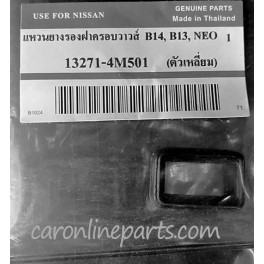 USE FOR NISSAN
GENUINE PARTS
Made in Thailand
แหวนยางรองฝาครอบวาวส์ B14, B13, NEO 1
13271-4M501 (ตัวเหลี่ยม)
caronlineparts.com